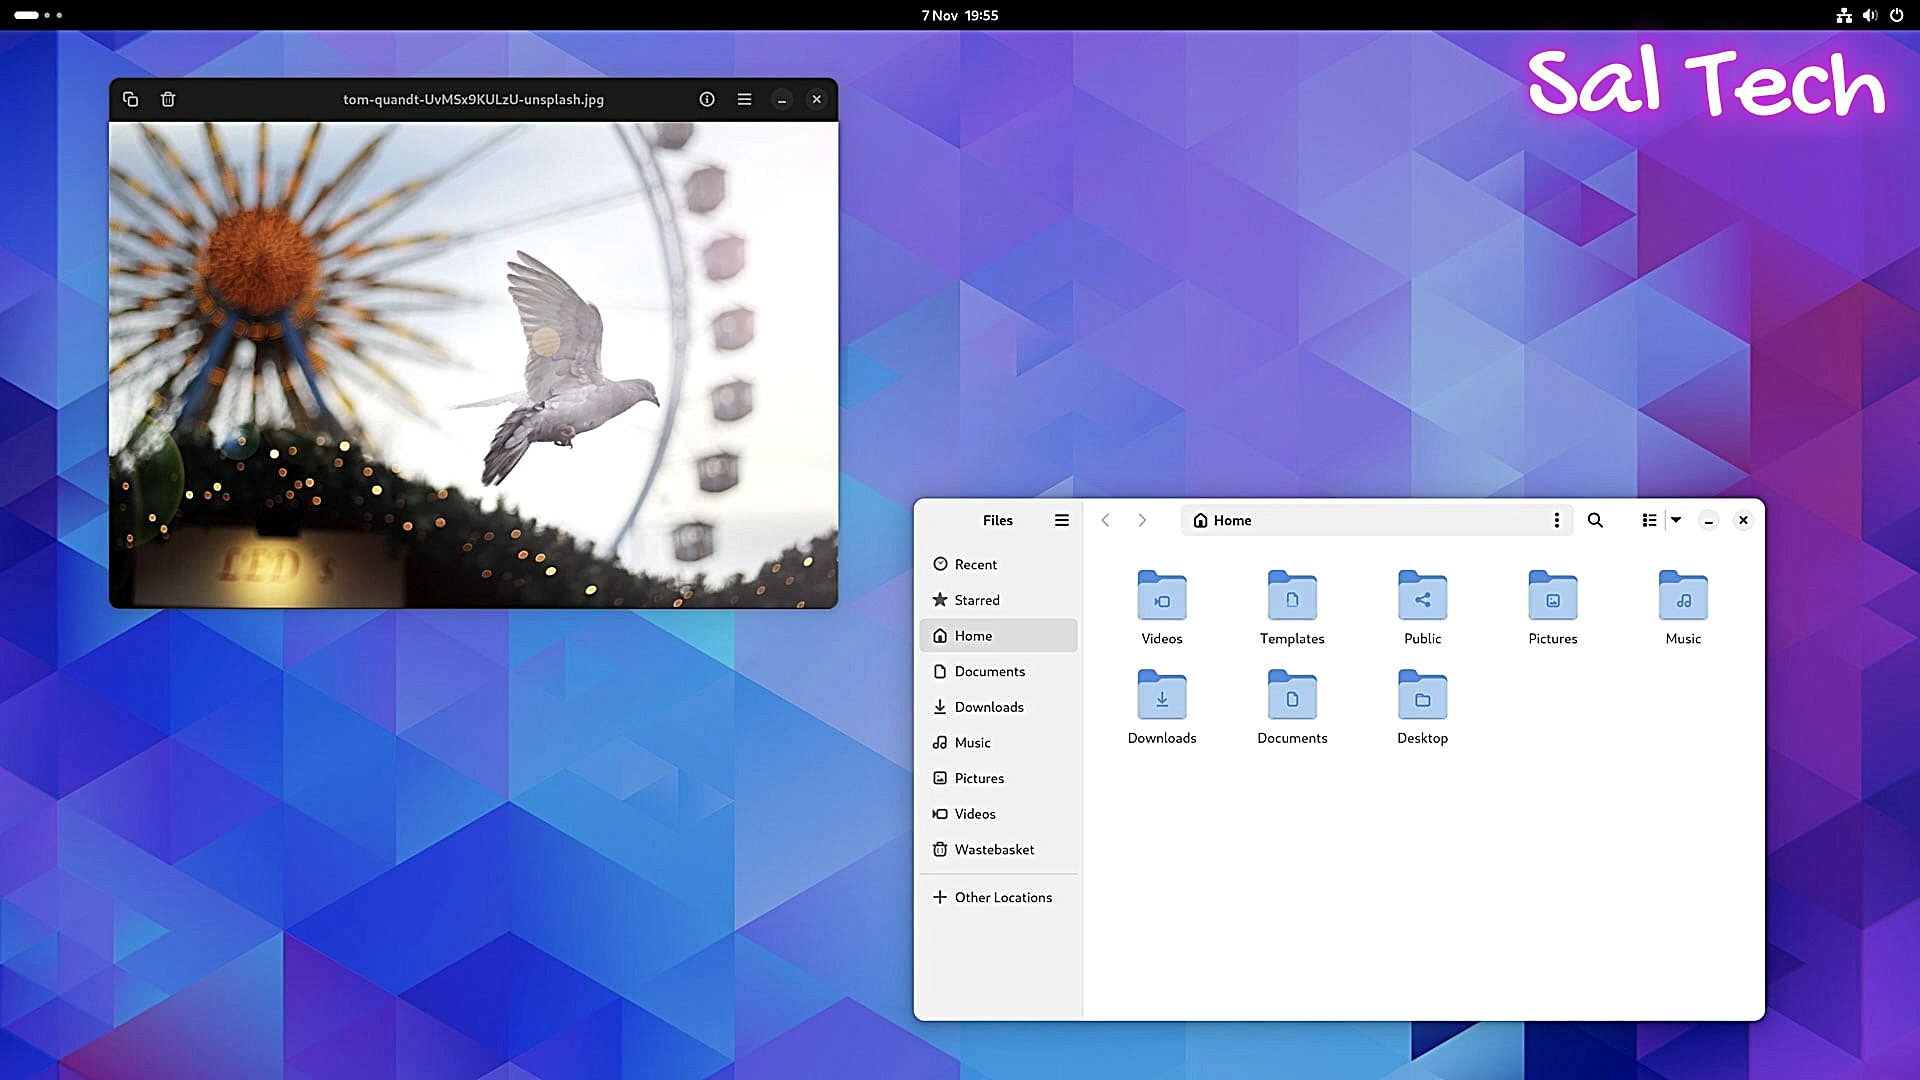 7 Nov 19:55
Sal Tech
tom-quandt-UvMSx9KULzU-unsplash.jpg
Files
Home
Recent
Starred
Home
Documents
Downloads
Music
Pictures
Videos
Wastebasket
Other Locations
Videos
Templates
Public
Pictures
Music
Downloads
Documents
Desktop